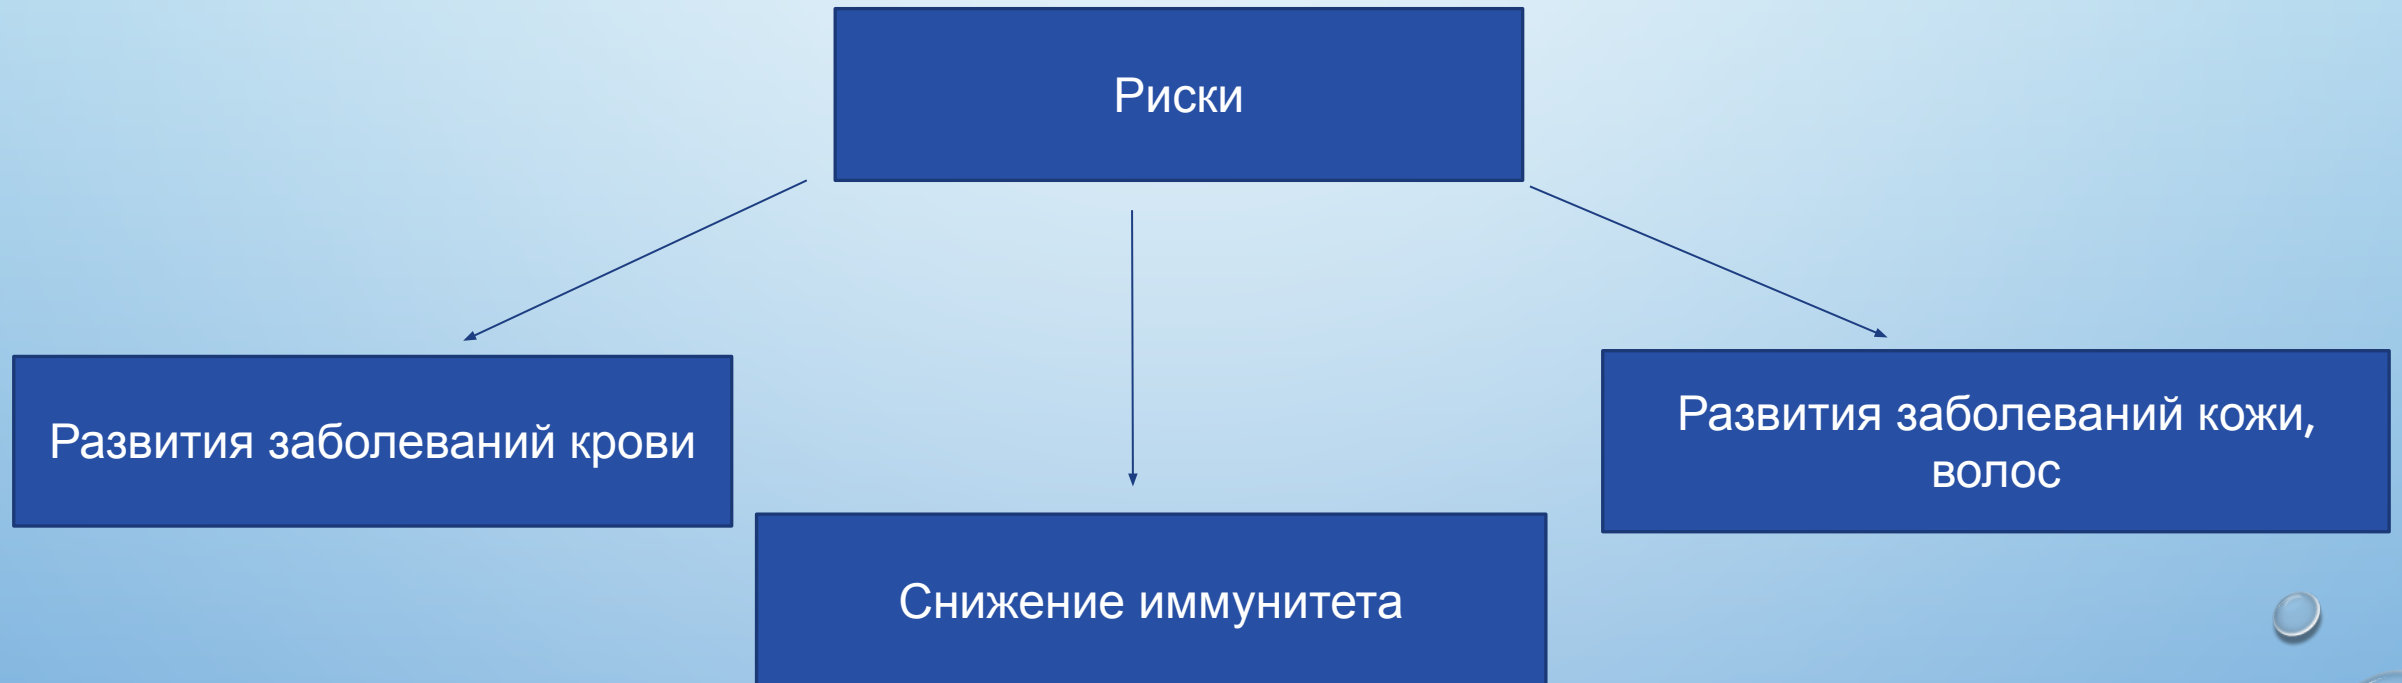 Риски
Развития заболеваний крови
Развития заболеваний кожи,
волос
Снижение иммунитета